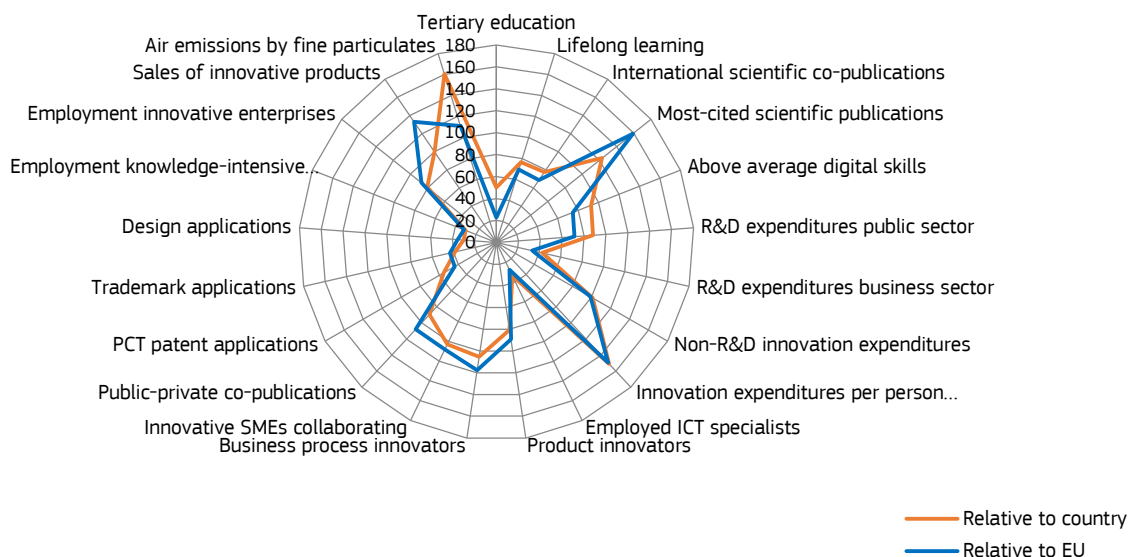 Tertiary education
Lifelong learning
International scientific co-publications
Most-cited scientific publications
Above average digital skills
R&D expenditures public sector
R&D expenditures business sector
Non-R&D innovation expenditures
Innovation expenditures per person...
Employed ICT specialists
Product innovators
Business process innovators
Innovative SMEs collaborating
Public-private co-publications
PCT patent applications
Trademark applications
Design applications
Employment knowledge-intensive...
Employment innovative enterprises
Sales of innovative products
Air emissions by fine particulates
180
160
140
120
100
80
60
40
20
0
Relative to country
Relative to EU